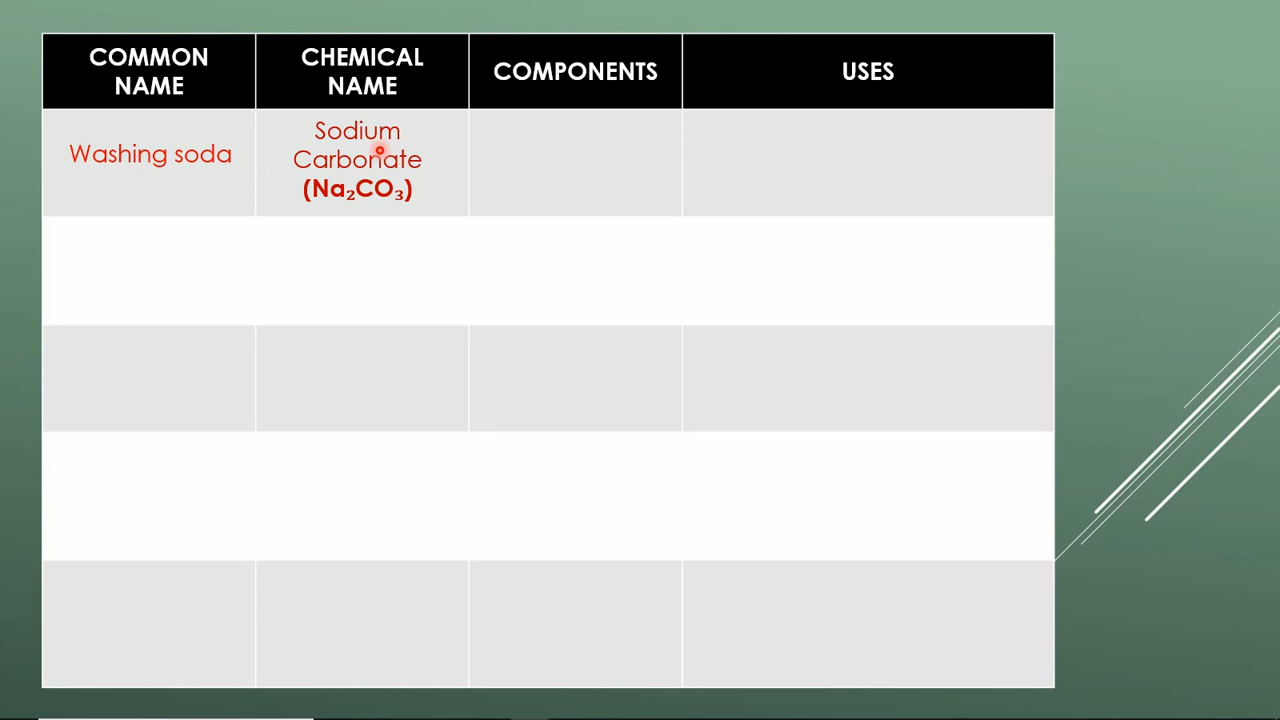 COMMON
NAME
CHEMICAL
NAME
COMPONENTS
USES
Washing soda
Sodium
Carbonate
(Na₂CO₃)